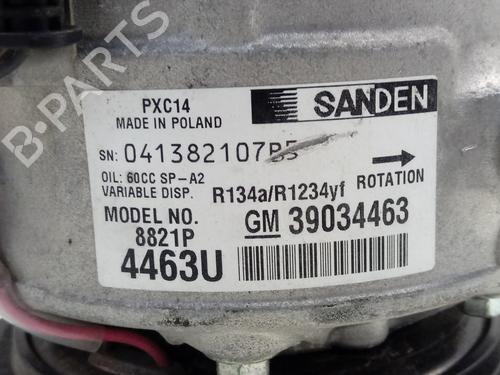 B-PARTS
PXC14
MADE IN POLAND
SANDEN
SN: 041382107B5
OIL: 60CC SP-A2
VARIABLE DISP.
R134a/R1234yf
ROTATION
MODEL NO.
8821P
GM 39034463
4463U